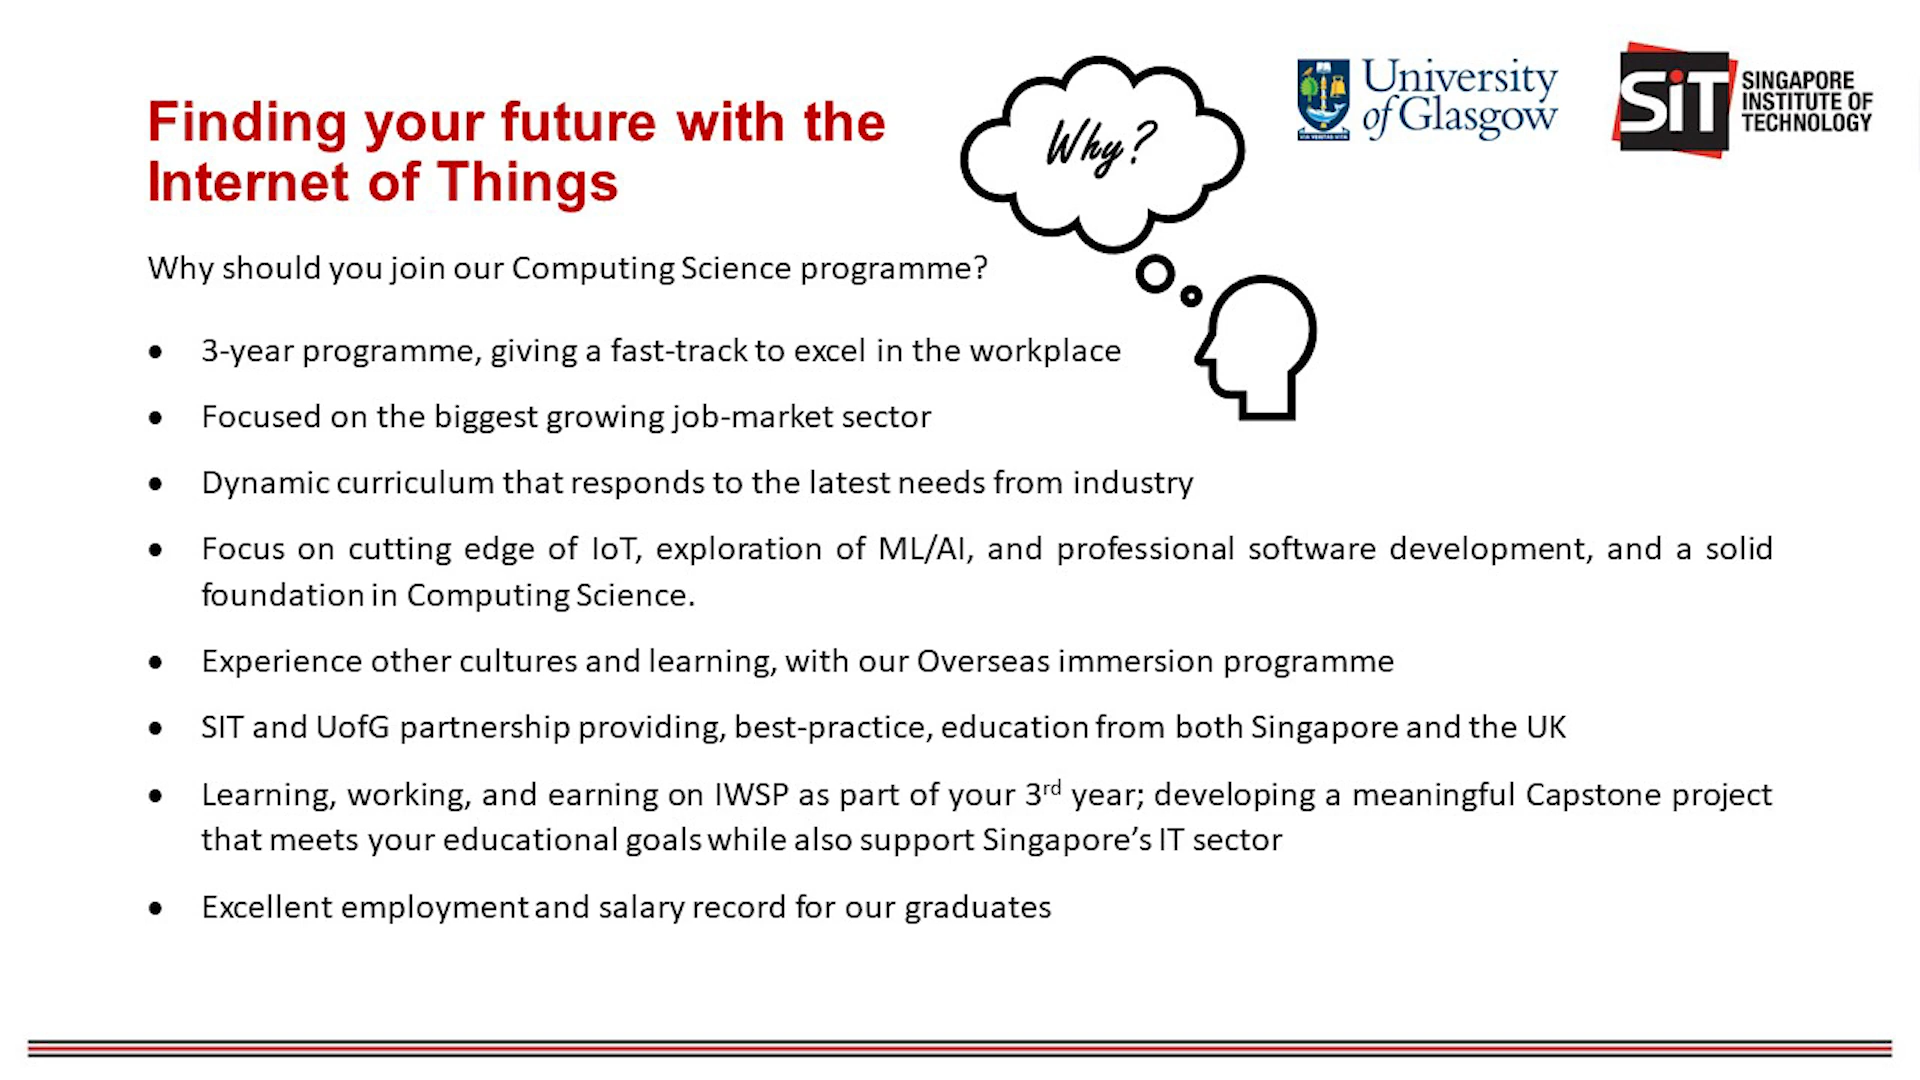 Finding your future with the
Internet of Things
Why?
University
of Glasgow
SiT
SINGAPORE
INSTITUTE OF
TECHNOLOGY
Why should you join our Computing Science programme?
• 3-year programme, giving a fast-track to excel in the workplace
• Focused on the biggest growing job-market sector
• Dynamic curriculum that responds to the latest needs from industry
• Focus on cutting edge of IoT, exploration of ML/AI, and professional software development, and a solid
foundation in Computing Science.
• Experience other cultures and learning, with our Overseas immersion programme
• SIT and UofG partnership providing, best-practice, education from both Singapore and the UK
• Learning, working, and earning on IWSP as part of your 3rd year; developing a meaningful Capstone project
that meets your educational goals while also support Singapore’s IT sector
• Excellent employment and salary record for our graduates